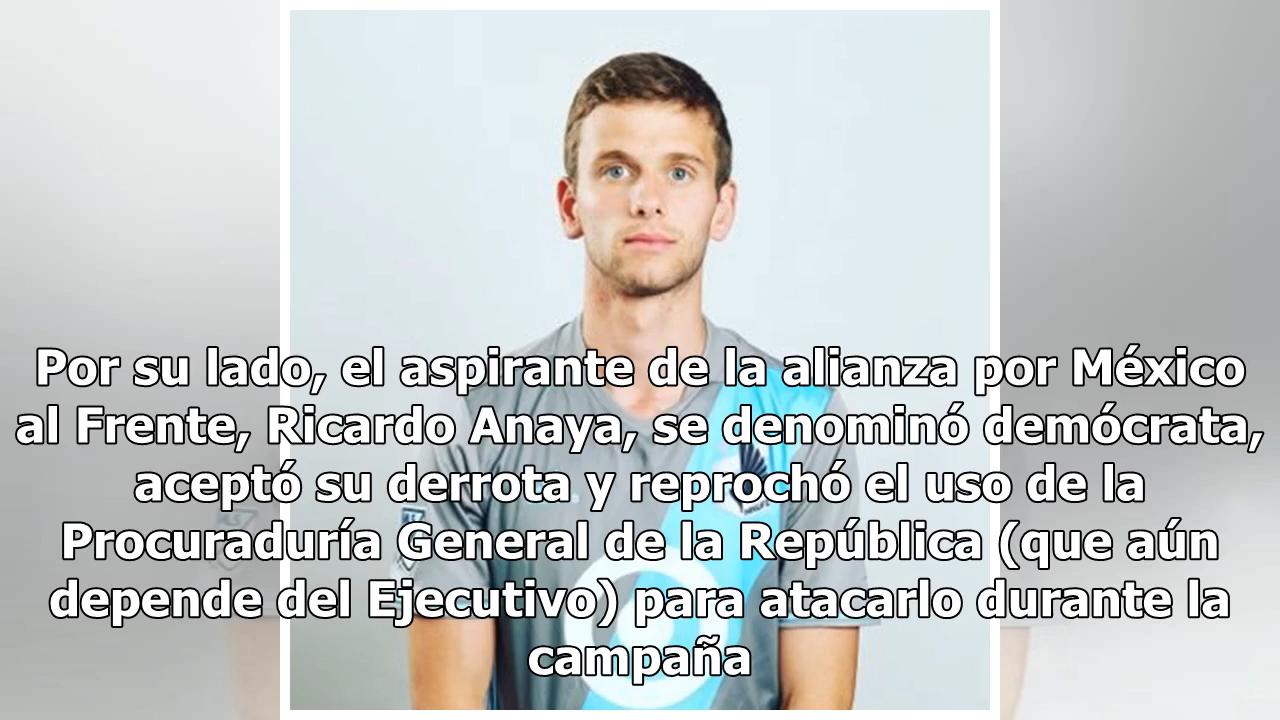 Por su lado, el aspirante de la alianza por México
al Frente, Ricardo Anaya, se denominó demócrata,
aceptó su derrota y reprochó el uso de la
Procuraduría General de la República (que aún
depende del Ejecutivo) para atacarlo durante la
campaña